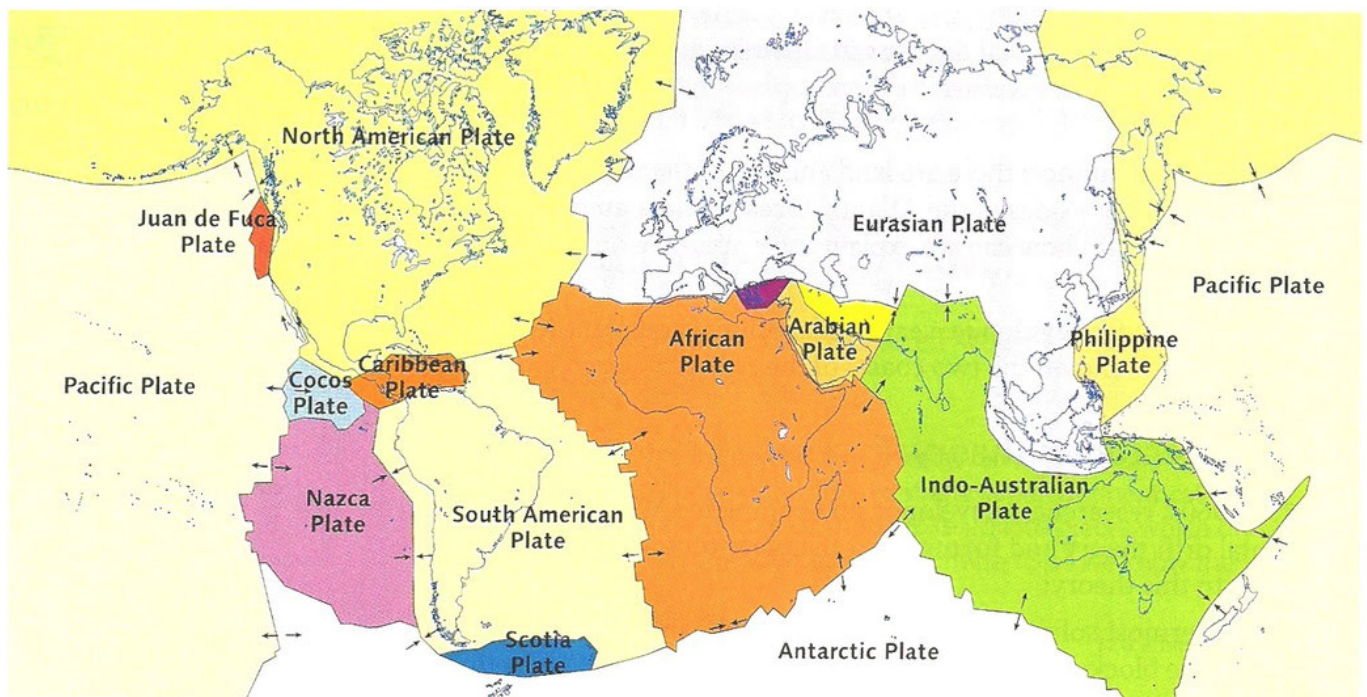 North American Plate
Juan de Fuca
Plate
Eurasian Plate
Pacific Plate
African
Plate
Arabian
Plate
Philippine
Plate
Caribbean
Plate
Pacific Plate
Cocos
Plate
Nazca
Plate
South American
Plate
Indo-Australian
Plate
Scotia
Plate
Antarctic Plate